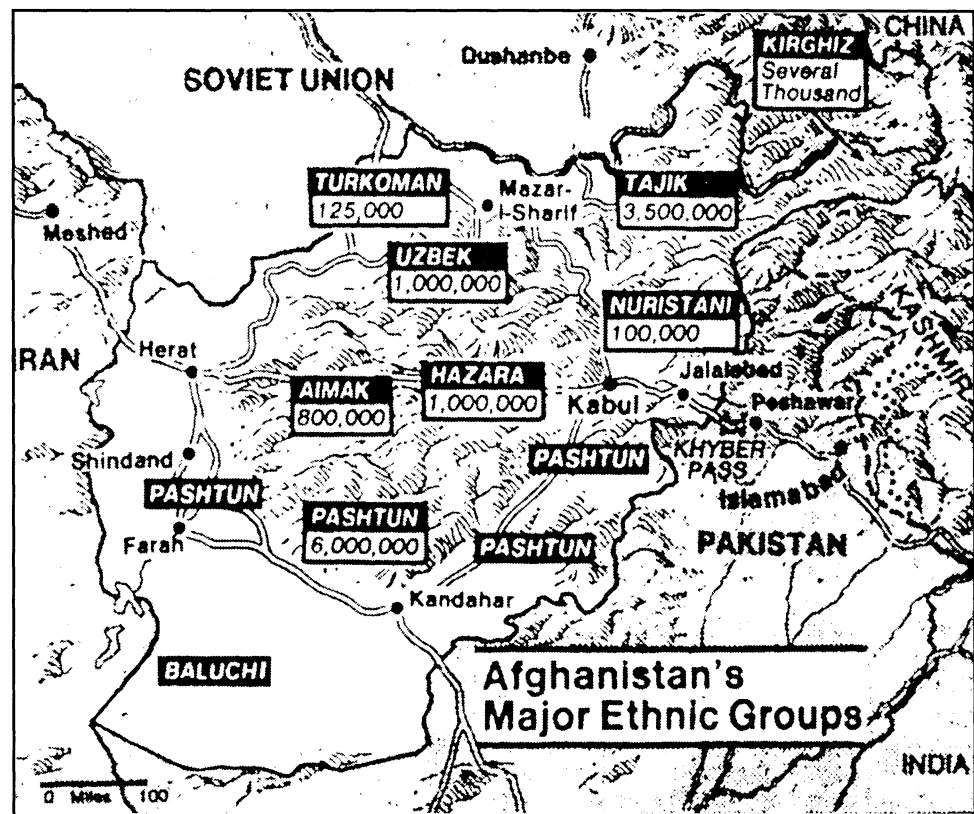 CHINA
Dushanbe
KIRGHIZ
Several
Thousand
SOVIET UNION
TURKOMAN
125,000
Mazar-
I-Sharif
TAJIK
3,500,000
Meshed
UZBEK
1,000,000
NURISTANI
100,000
KASHMIR
IRAN
Herat
AIMAK
800,000
HAZARA
1,000,000
Kabul
Jalalabad
Peshawar
KHYBER
PASS
Islamabad
Shindand
PASHTUN
PASHTUN
Farah
PASHTUN
6,000,000
PASHTUN
PAKISTAN
Kandahar
BALUCHI
Afghanistan's
Major Ethnic Groups
INDIA
0 Miles 100